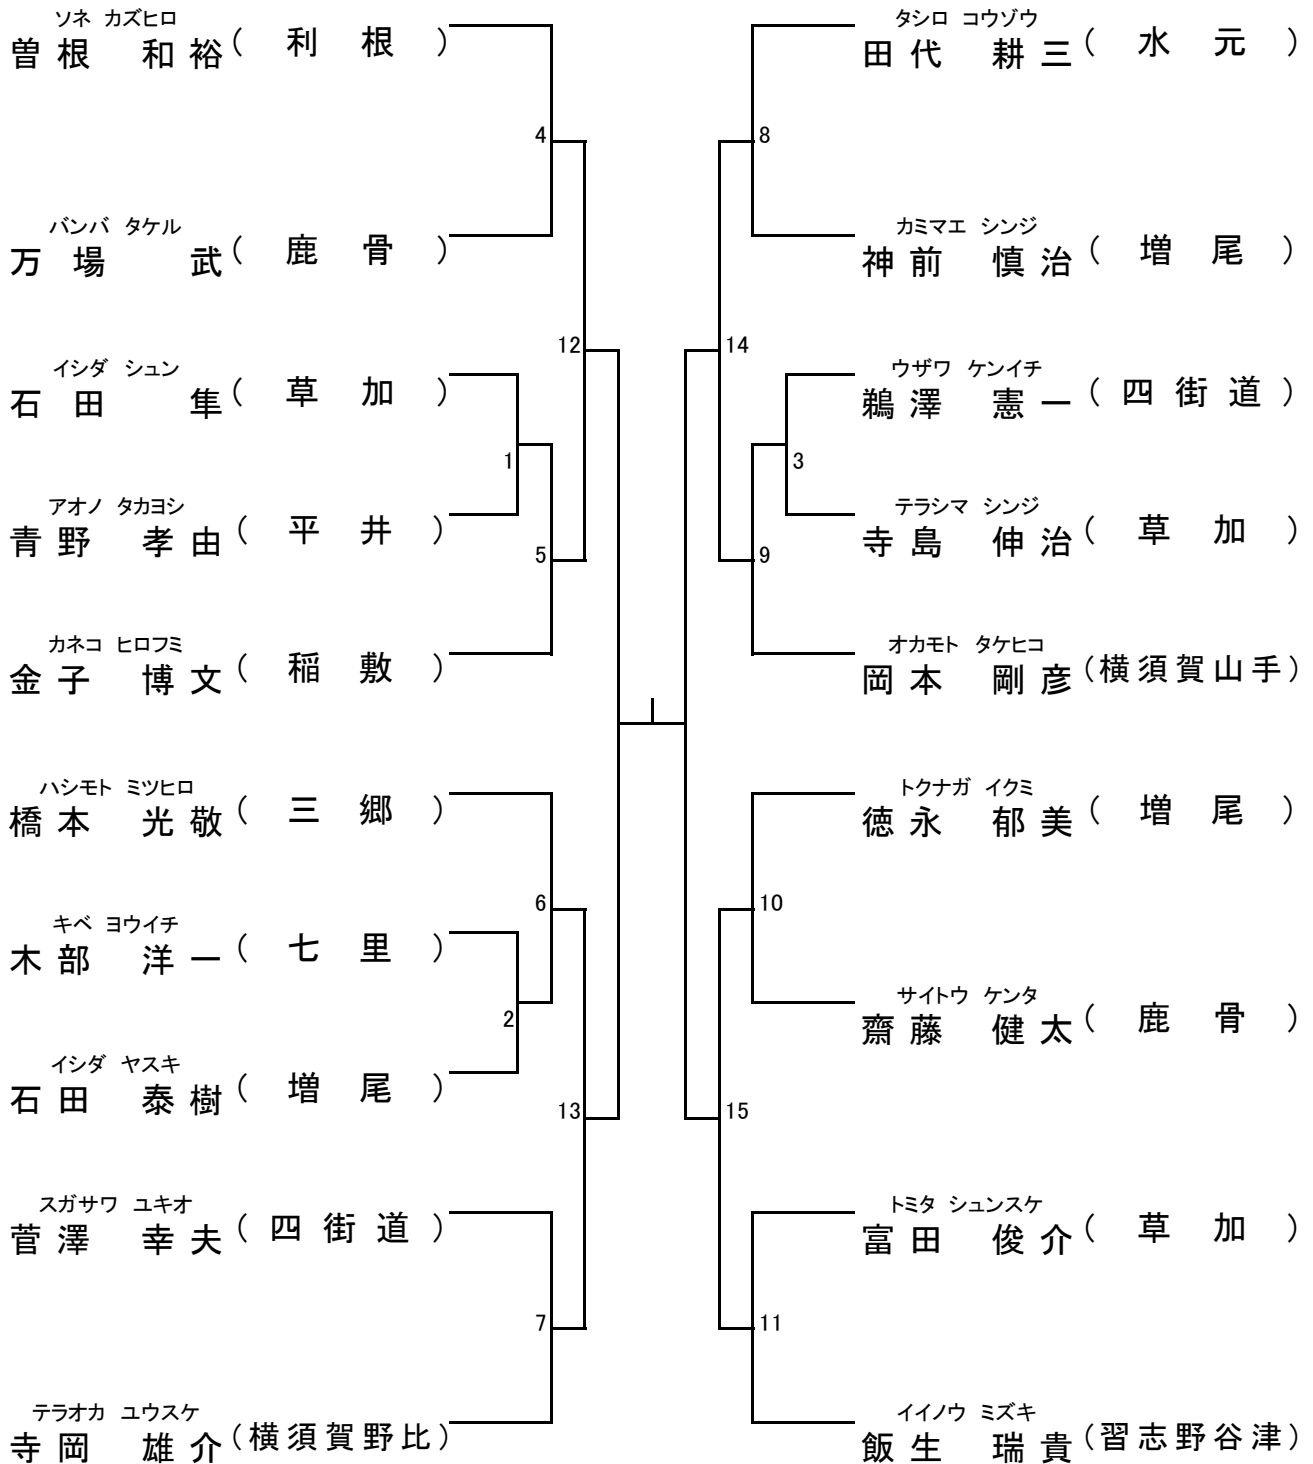 ソネ カズヒロ
曽根 和裕(利根)
4
バンバ タケル
万場 武(鹿骨)
12
イシダ シュン
石田 隼(草加)
1
アオノ タカヨシ
青野 孝由(平井)
5
カネコ ヒロフミ
金子 博文(稲敷)
ハシモト ミツヒロ
橋本 光敬(三郷)
6
キベ ヨウイチ
木部 洋一(七里)
2
イシダ ヤスキ
石田 泰樹(増尾)
13
スガサワ ユキオ
菅澤 幸夫(四街道)
7
テラオカ ユウスケ
寺岡 雄介(横須賀野比)
タシロ コウゾウ
田代 耕三(水元)
8
カミマエ シンジ
神前 慎治(増尾)
14
ウザワ ケンイチ
鵜澤 憲一(四街道)
3
テラシマ シンジ
寺島 伸治(草加)
9
オカモト タケヒコ
岡本 剛彦(横須賀山手)
トクナガ イクミ
徳永 郁美(増尾)
10
サイトウ ケンタ
齋藤 健太(鹿骨)
15
トミタ シュンスケ
富田 俊介(草加)
11
イイノウ ミズキ
飯生 瑞貴(習志野谷津)